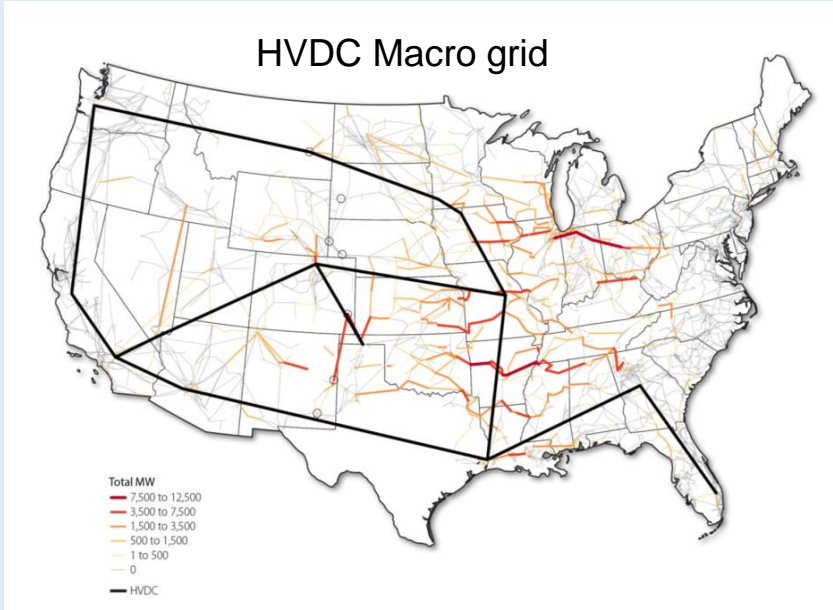 HVDC Macro grid
Total MW
7,500 to 12,500
3,500 to 7,500
1,500 to 3,500
500 to 1,500
1 to 500
0
HVDC